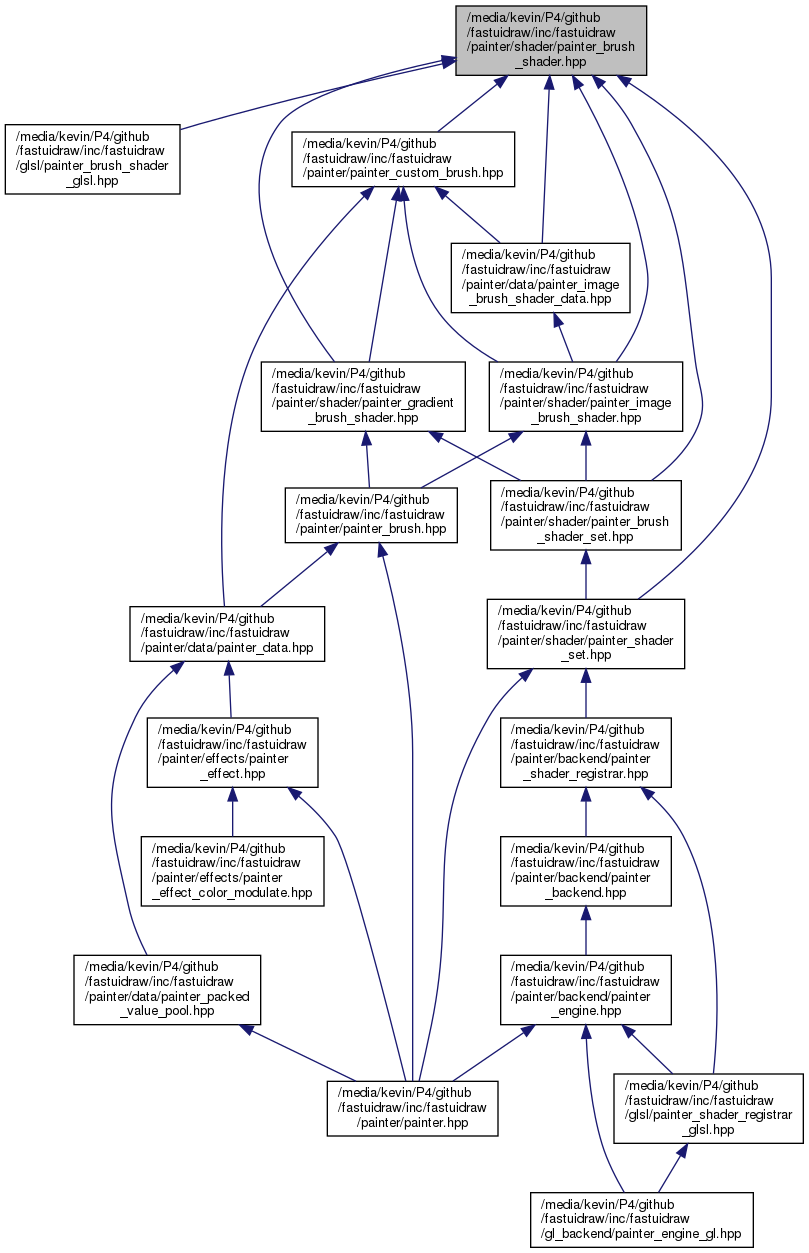 /media/kevin/P4/github
/fastuidraw/inc/fastuidraw
/painter/shader/painter_brush
_shader.hpp
/media/kevin/P4/github
/fastuidraw/inc/fastuidraw
/glsl/painter_brush_shader
_glsl.hpp
/media/kevin/P4/github
/fastuidraw/inc/fastuidraw
/painter/painter_custom_brush.hpp
/media/kevin/P4/github
/fastuidraw/inc/fastuidraw
/painter/data/painter_image
_brush_shader_data.hpp
/media/kevin/P4/github
/fastuidraw/inc/fastuidraw
/painter/shader/painter_gradient
_brush_shader.hpp
/media/kevin/P4/github
/fastuidraw/inc/fastuidraw
/painter/shader/painter_image
_brush_shader.hpp
/media/kevin/P4/github
/fastuidraw/inc/fastuidraw
/painter/painter_brush.hpp
/media/kevin/P4/github
/fastuidraw/inc/fastuidraw
/painter/shader/painter_brush
_shader_set.hpp
/media/kevin/P4/github
/fastuidraw/inc/fastuidraw
/painter/data/painter_data.hpp
/media/kevin/P4/github
/fastuidraw/inc/fastuidraw
/painter/shader/painter_shader
_set.hpp
/media/kevin/P4/github
/fastuidraw/inc/fastuidraw
/painter/effects/painter
_effect.hpp
/media/kevin/P4/github
/fastuidraw/inc/fastuidraw
/painter/backend/painter
_shader_registrar.hpp
/media/kevin/P4/github
/fastuidraw/inc/fastuidraw
/painter/effects/painter
_effect_color_modulate.hpp
/media/kevin/P4/github
/fastuidraw/inc/fastuidraw
/painter/backend/painter
_backend.hpp
/media/kevin/P4/github
/fastuidraw/inc/fastuidraw
/painter/data/painter_packed
_value_pool.hpp
/media/kevin/P4/github
/fastuidraw/inc/fastuidraw
/painter/backend/painter
_engine.hpp
/media/kevin/P4/github
/fastuidraw/inc/fastuidraw
/painter/painter.hpp
/media/kevin/P4/github
/fastuidraw/inc/fastuidraw
/glsl/painter_shader_registrar
_glsl.hpp
/media/kevin/P4/github
/fastuidraw/inc/fastuidraw
/gl_backend/painter_engine_gl.hpp